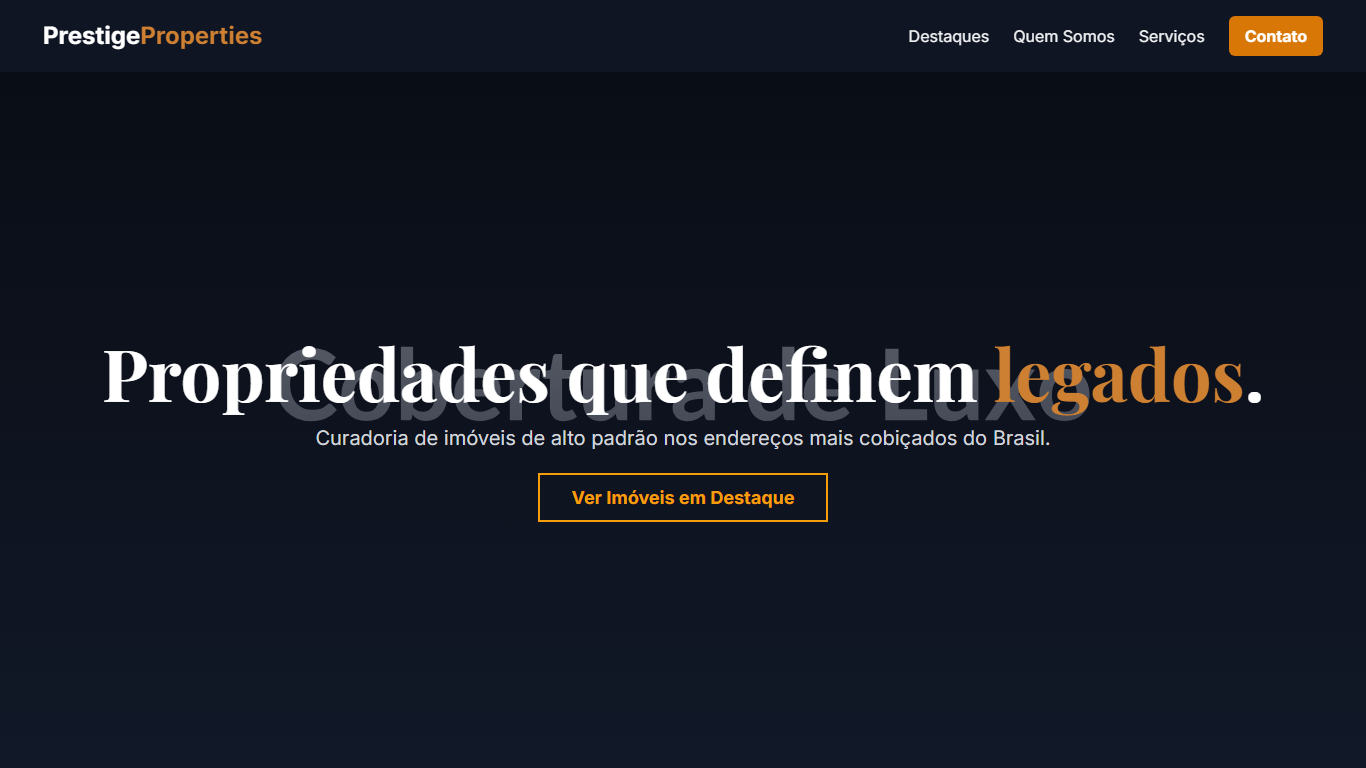 PrestigeProperties
Destaques
Quem Somos
Serviços
Contato
Cobertura de Luxo
Propriedades que definem legados.
Curadoria de imóveis de alto padrão nos endereços mais cobiçados do Brasil.
Ver Imóveis em Destaque